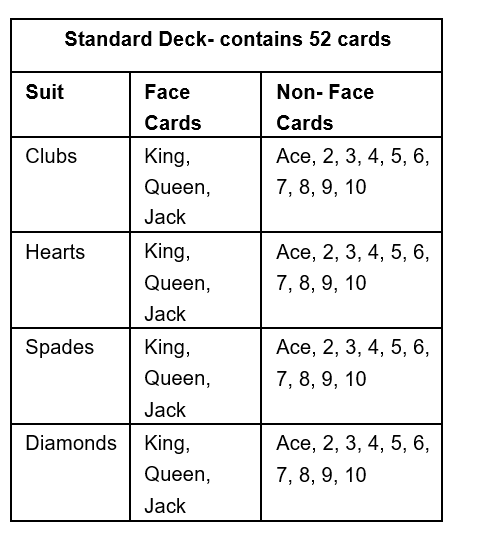 Standard Deck- contains 52 cards
Suit
Face
Cards
Non- Face
Cards
Clubs
King,
Queen,
Jack
Ace, 2, 3, 4, 5, 6,
7, 8, 9, 10
Hearts
King,
Queen,
Jack
Ace, 2, 3, 4, 5, 6,
7, 8, 9, 10
Spades
King,
Queen,
Jack
Ace, 2, 3, 4, 5, 6,
7, 8, 9, 10
Diamonds
King,
Queen,
Jack
Ace, 2, 3, 4, 5, 6,
7, 8, 9, 10